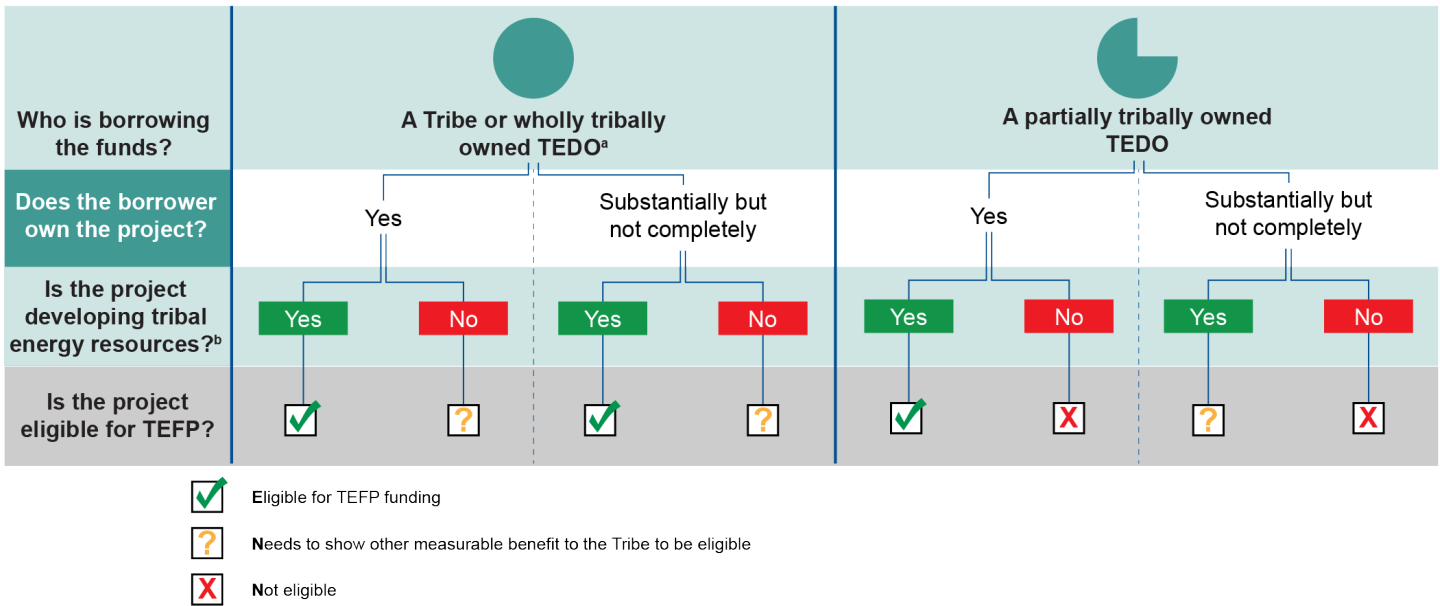 Who is borrowing
the funds?
A Tribe or wholly tribally
owned TEDOᵃ
A partially tribally owned
TEDO
Does the borrower
own the project?
Yes
Substantially but
not completely
Yes
Substantially but
not completely
Is the project
developing tribal
energy resources?ᵇ
Yes
No
Yes
No
Yes
No
Yes
No
Is the project
eligible for TEFP?
?
?
X
?
X
Eligible for TEFP funding
? Needs to show other measurable benefit to the Tribe to be eligible
X Not eligible